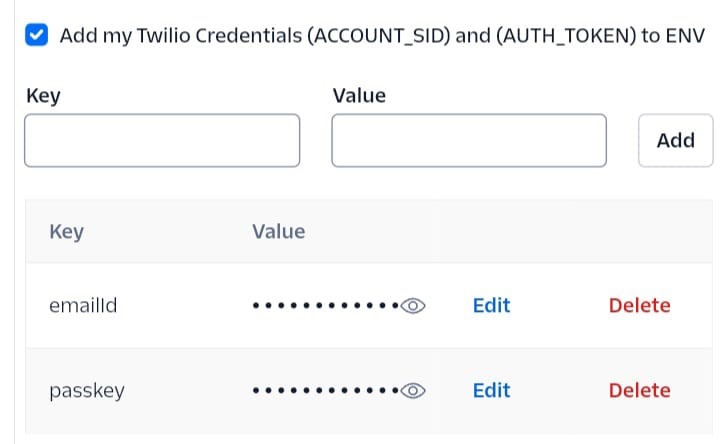 Add my Twilio Credentials (ACCOUNT_SID) and (AUTH_TOKEN) to ENV
Key Value
Add
Key Value
emailId •••••••••••• Edit Delete
passkey •••••••••••• Edit Delete